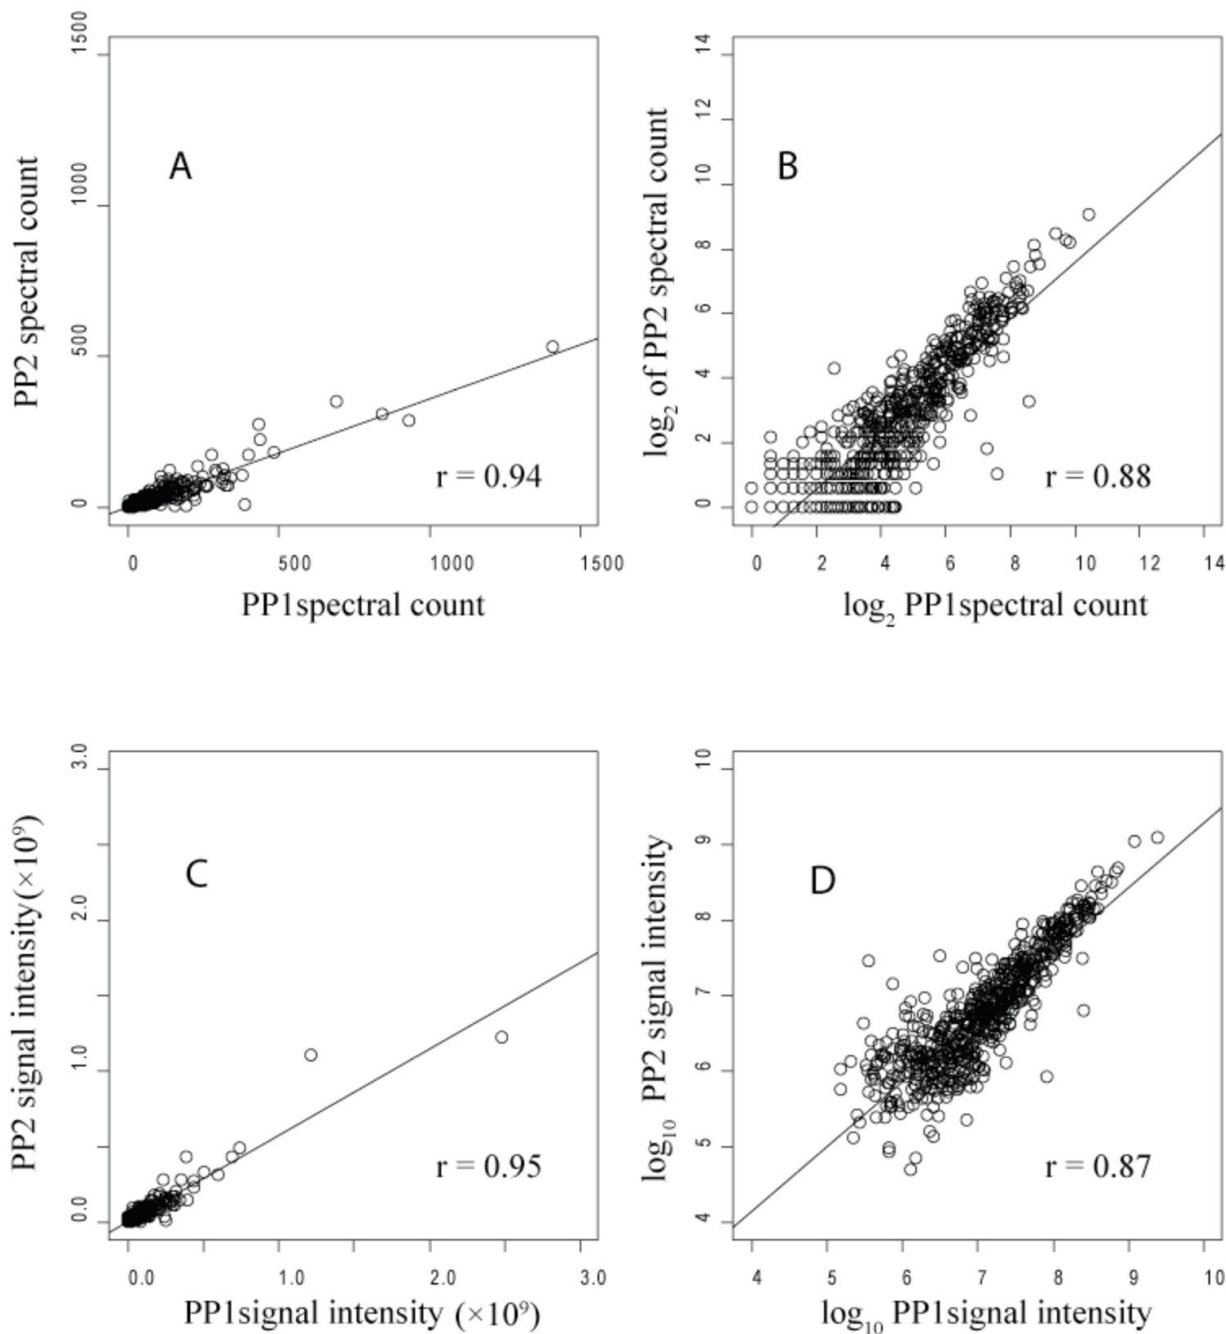 1500
1000
500
0
PP2 spectral count
A
r = 0.94
0 500 1000 1500
PP1spectral count
14
12
10
8
6
4
2
0
log2 of PP2 spectral count
B
r = 0.88
0 2 4 6 8 10 12 14
log2 PP1spectral count
3.0
2.0
1.0
0.0
PP2 signal intensity(×10⁹)
C
r = 0.95
0.0 1.0 2.0 3.0
PP1signal intensity (×10⁹)
10
9
8
7
6
5
4
log10 PP2 signal intensity
D
r = 0.87
4 5 6 7 8 9 10
log10 PP1signal intensity